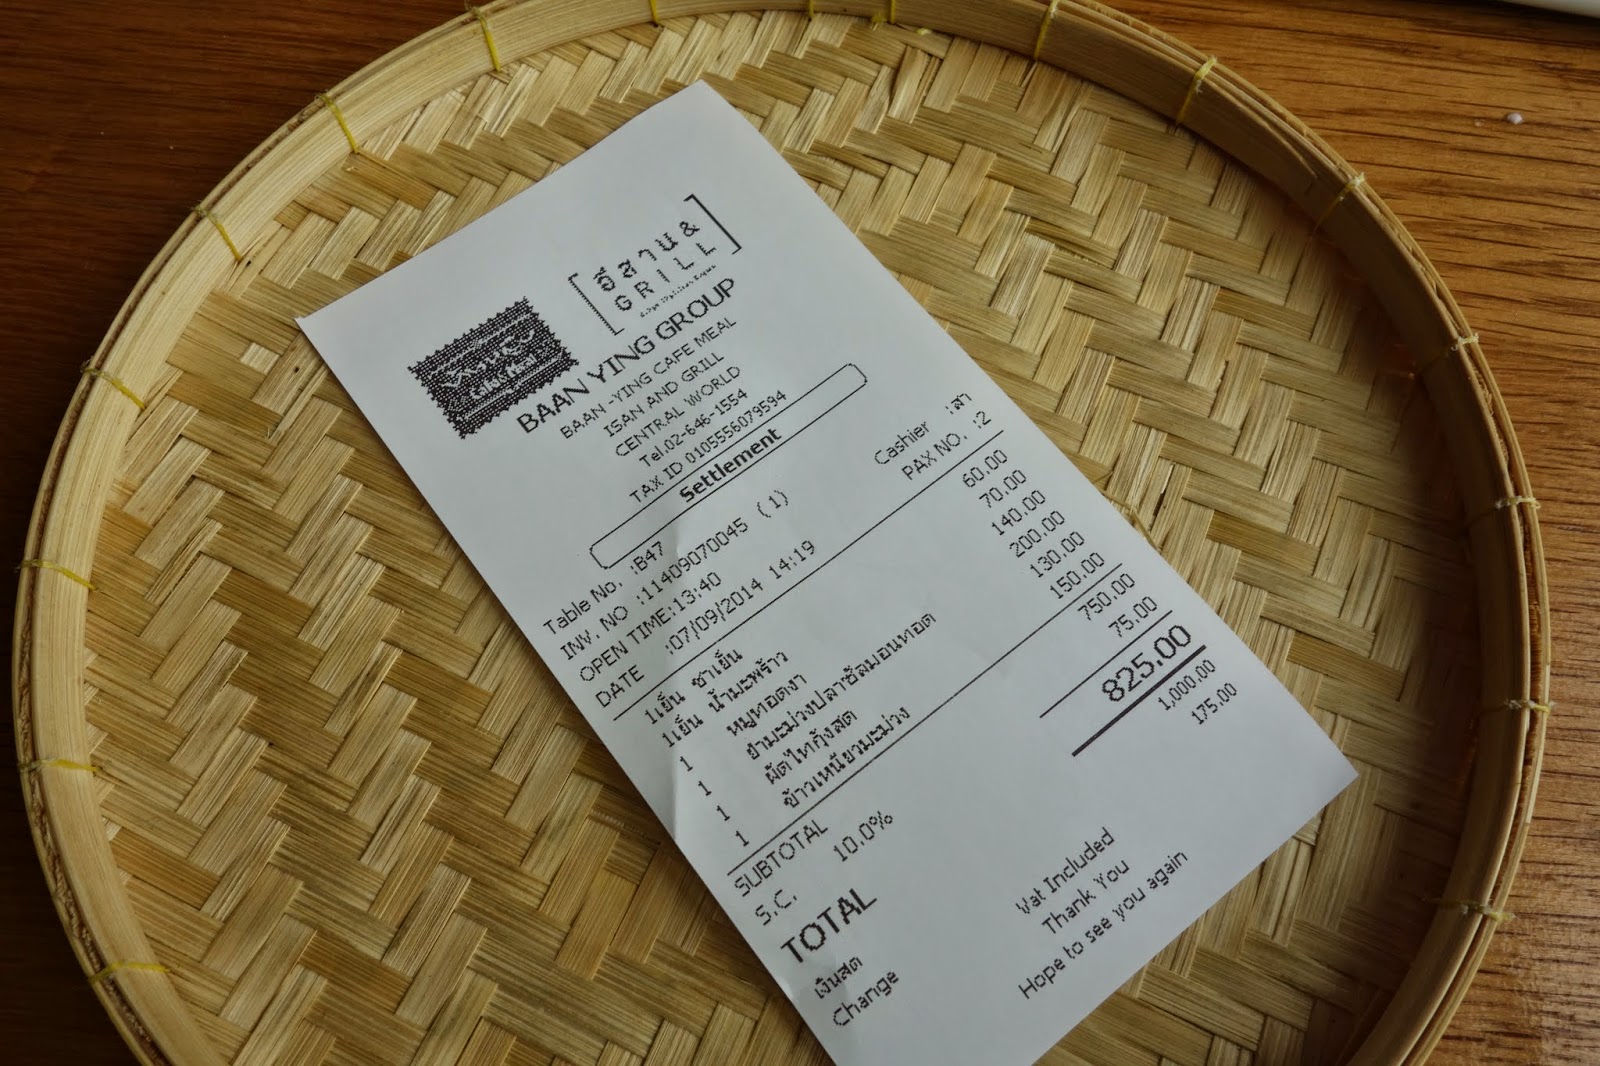 อีสาน &
GRILL
BAAN YING GROUP
BAAN -YING CAFE MEAL
ISAN AND GRILL
CENTRAL WORLD
Tel.02-646-1554
TAX ID 0105556079594
Settlement
Table No. :B47 Cashier :สา
INV. NO :11409070045 (1) PAX NO. :2
OPEN TIME:13:40
DATE :07/09/2014 14:19
1เย็น ชาเย็น 60.00
1เย็น น้ำมะพร้าว 70.00
1 หมูทอดงา 140.00
1 ยำมะม่วงปลาซัลมอนทอด 200.00
1 ผัดไทกุ้งสด 130.00
1 ข้าวเหนียวมะม่วง 150.00
SUBTOTAL 750.00
S.C. 10.0% 75.00
TOTAL 825.00
เงินสด 1,000.00
Change 175.00
Vat Included
Thank You
Hope to see you again